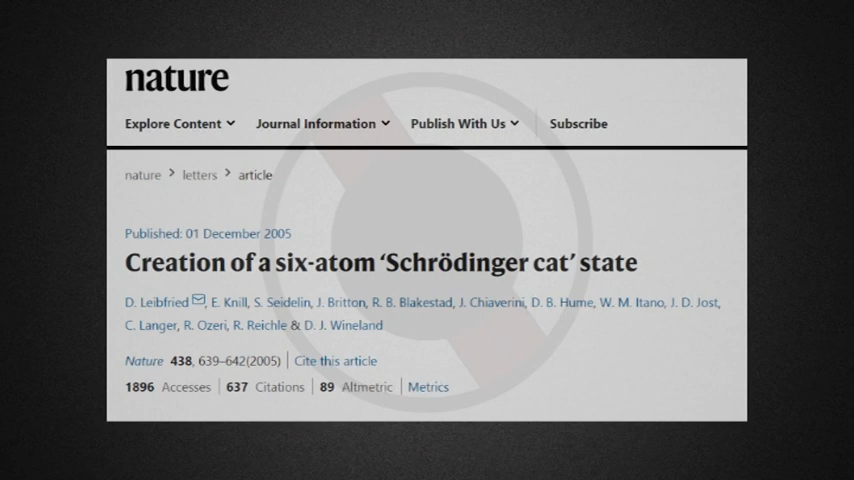 nature
Explore Content Journal Information Publish With Us Subscribe
nature > letters > article
Published: 01 December 2005
Creation of a six-atom ‘Schrödinger cat’ state
D. Leibfried, E. Knill, S. Seidelin, J. Britton, R. B. Blakestad, J. Chiaverini, D. B. Hume, W. M. Itano, J. D. Jost,
C. Langer, R. Ozeri, R. Reichle & D. J. Wineland
Nature 438, 639–642(2005) | Cite this article
1896 Accesses | 637 Citations | 89 Altmetric | Metrics